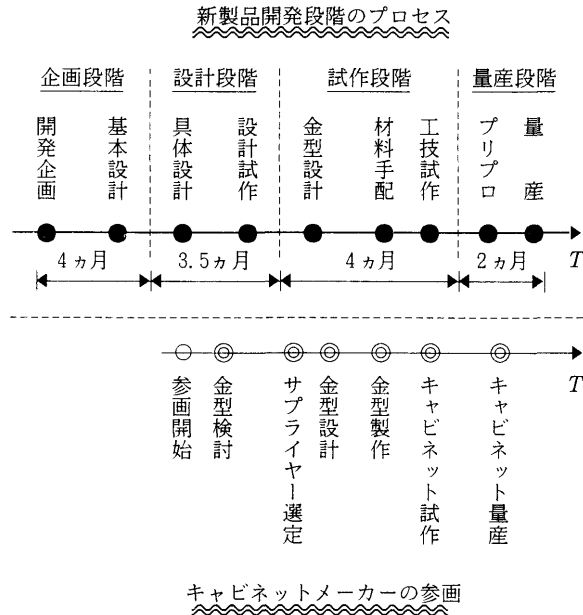 新製品開発段階のプロセス
企画段階
設計段階
試作段階
量産段階
開発企画
基本設計
具体設計
設計試作
金型設計
材料手配
工技試作
プリプロ
量産
4ヵ月
3.5ヵ月
4ヵ月
2ヵ月
T
参画開始
金型検討
サプライヤー選定
金型設計
金型製作
キャビネット試作
キャビネット量産
T
キャビネットメーカーの参画